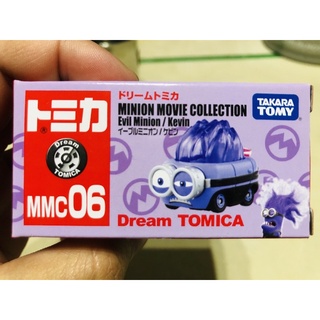 トミカ
Dream
TOMICA
MMC06
ドリームトミカ
MINION MOVIE COLLECTION
Evil Minion / Kevin
イーブルミニオン / ケビン
TAKARA
TOMY
Dream TOMICA